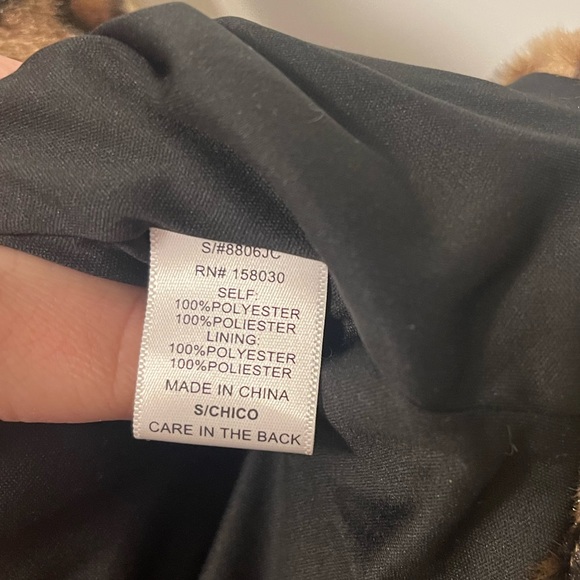 S/#8806JC
RN# 158030
SELF:
100%POLYESTER
100%POLIESTER
LINING:
100%POLYESTER
100%POLIESTER
MADE IN CHINA
S/CHICO
CARE IN THE BACK